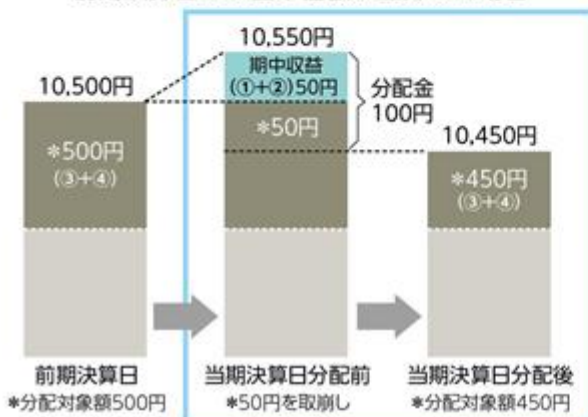 10,500円
*500円
(③+④)
10,550円
期中収益
(①+②)50円
*50円
分配金
100円
10,450円
*450円
(③+④)
前期決算日
*分配対象額500円
当期決算日分配前
*50円を取崩し
当期決算日分配後
*分配対象額450円